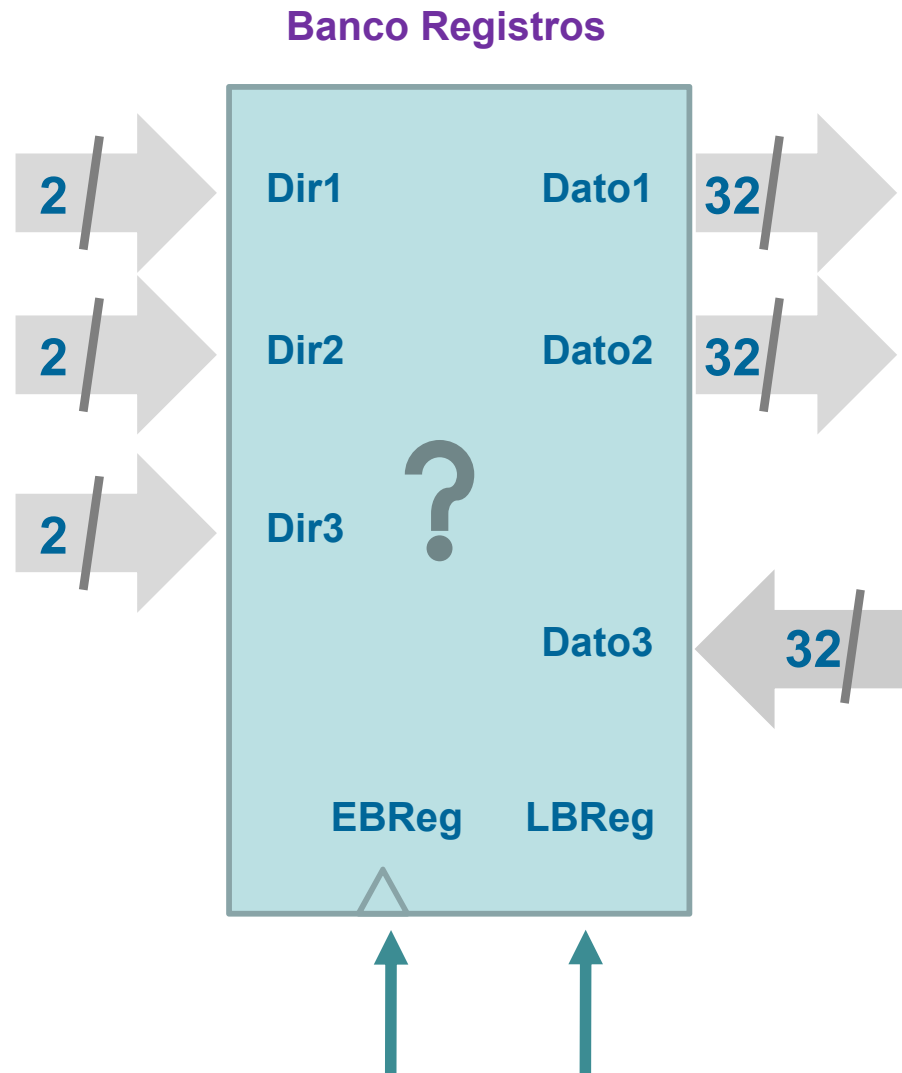 Banco Registros
2 Dir1 Dato1 32
2 Dir2 Dato2 32
2 Dir3
?
Dato3 32
EBReg LBReg